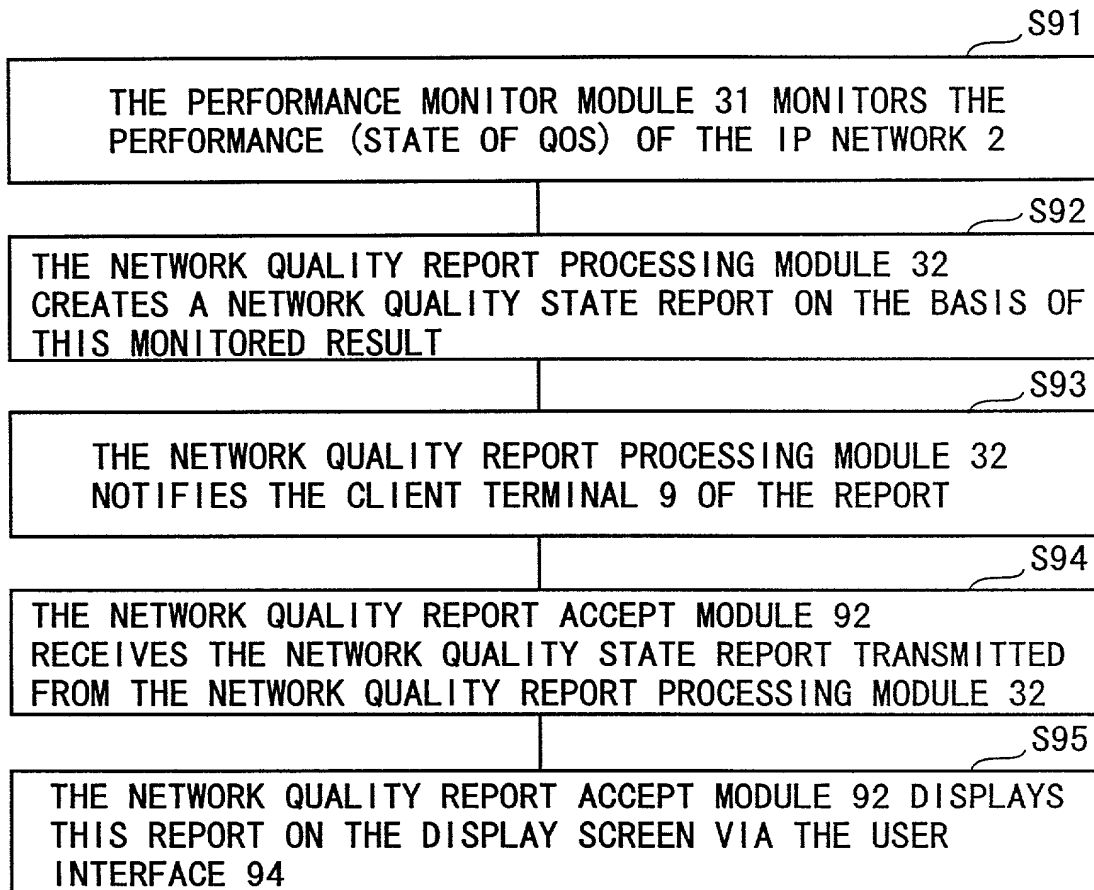 S91
THE PERFORMANCE MONITOR MODULE 31 MONITORS THE
PERFORMANCE (STATE OF QOS) OF THE IP NETWORK 2
S92
THE NETWORK QUALITY REPORT PROCESSING MODULE 32
CREATES A NETWORK QUALITY STATE REPORT ON THE BASIS OF
THIS MONITORED RESULT
S93
THE NETWORK QUALITY REPORT PROCESSING MODULE 32
NOTIFIES THE CLIENT TERMINAL 9 OF THE REPORT
S94
THE NETWORK QUALITY REPORT ACCEPT MODULE 92
RECEIVES THE NETWORK QUALITY STATE REPORT TRANSMITTED
FROM THE NETWORK QUALITY REPORT PROCESSING MODULE 32
S95
THE NETWORK QUALITY REPORT ACCEPT MODULE 92 DISPLAYS
THIS REPORT ON THE DISPLAY SCREEN VIA THE USER
INTERFACE 94